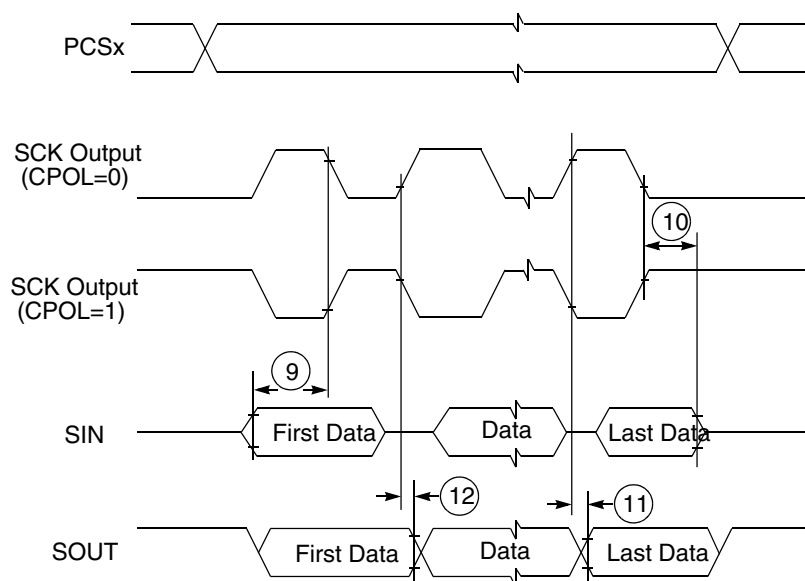 PCSx
SCK Output
(CPOL=0)
10
SCK Output
(CPOL=1)
9
SIN
First Data
Data
Last Data
12
11
SOUT
First Data
Data
Last Data